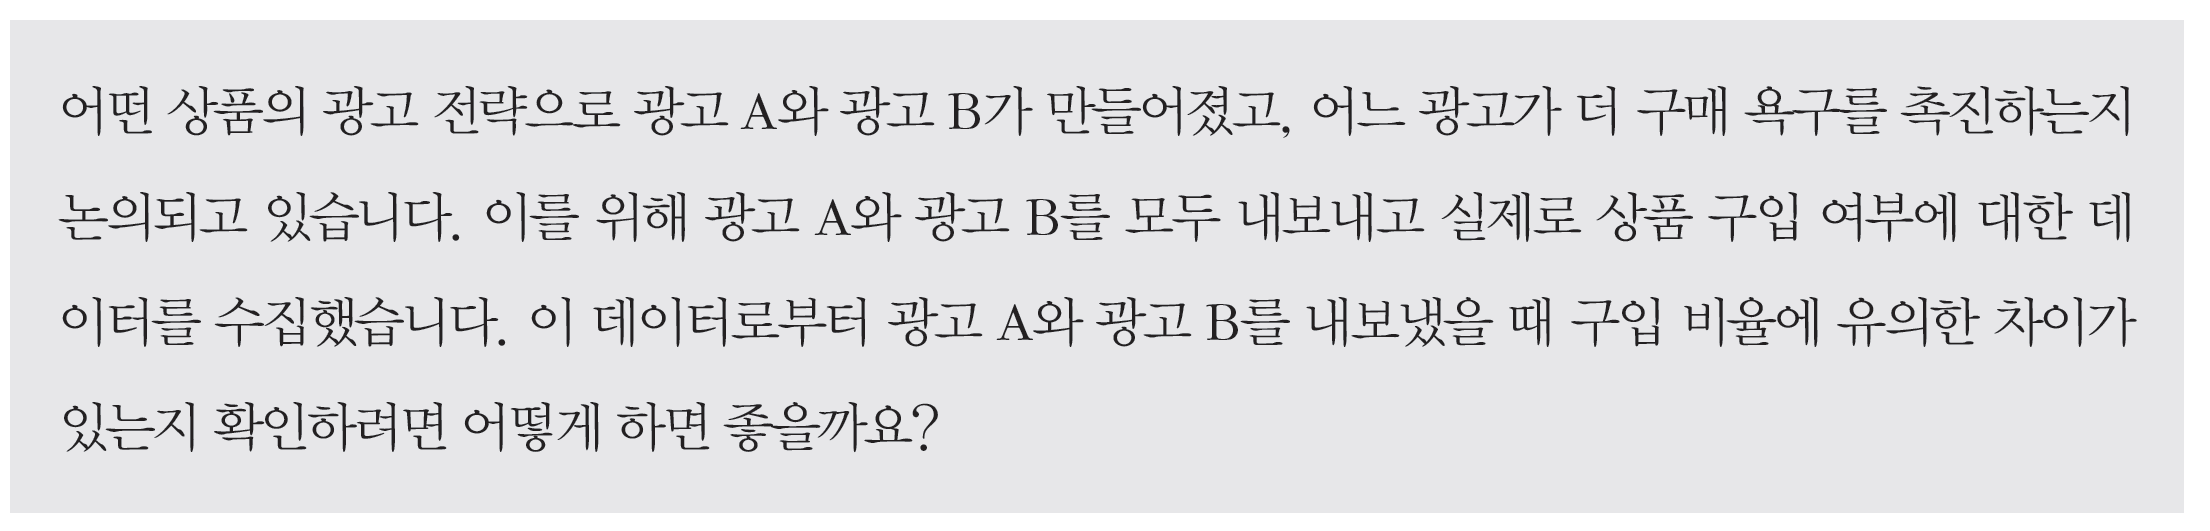 어떤 상품의 광고 전략으로 광고 A와 광고 B가 만들어졌고, 어느 광고가 더 구매 욕구를 촉진하는지
논의되고 있습니다. 이를 위해 광고 A와 광고 B를 모두 내보내고 실제로 상품 구입 여부에 대한 데
이터를 수집했습니다. 이 데이터로부터 광고 A와 광고 B를 내보냈을 때 구입 비율에 유의한 차이가
있는지 확인하려면 어떻게 하면 좋을까요?